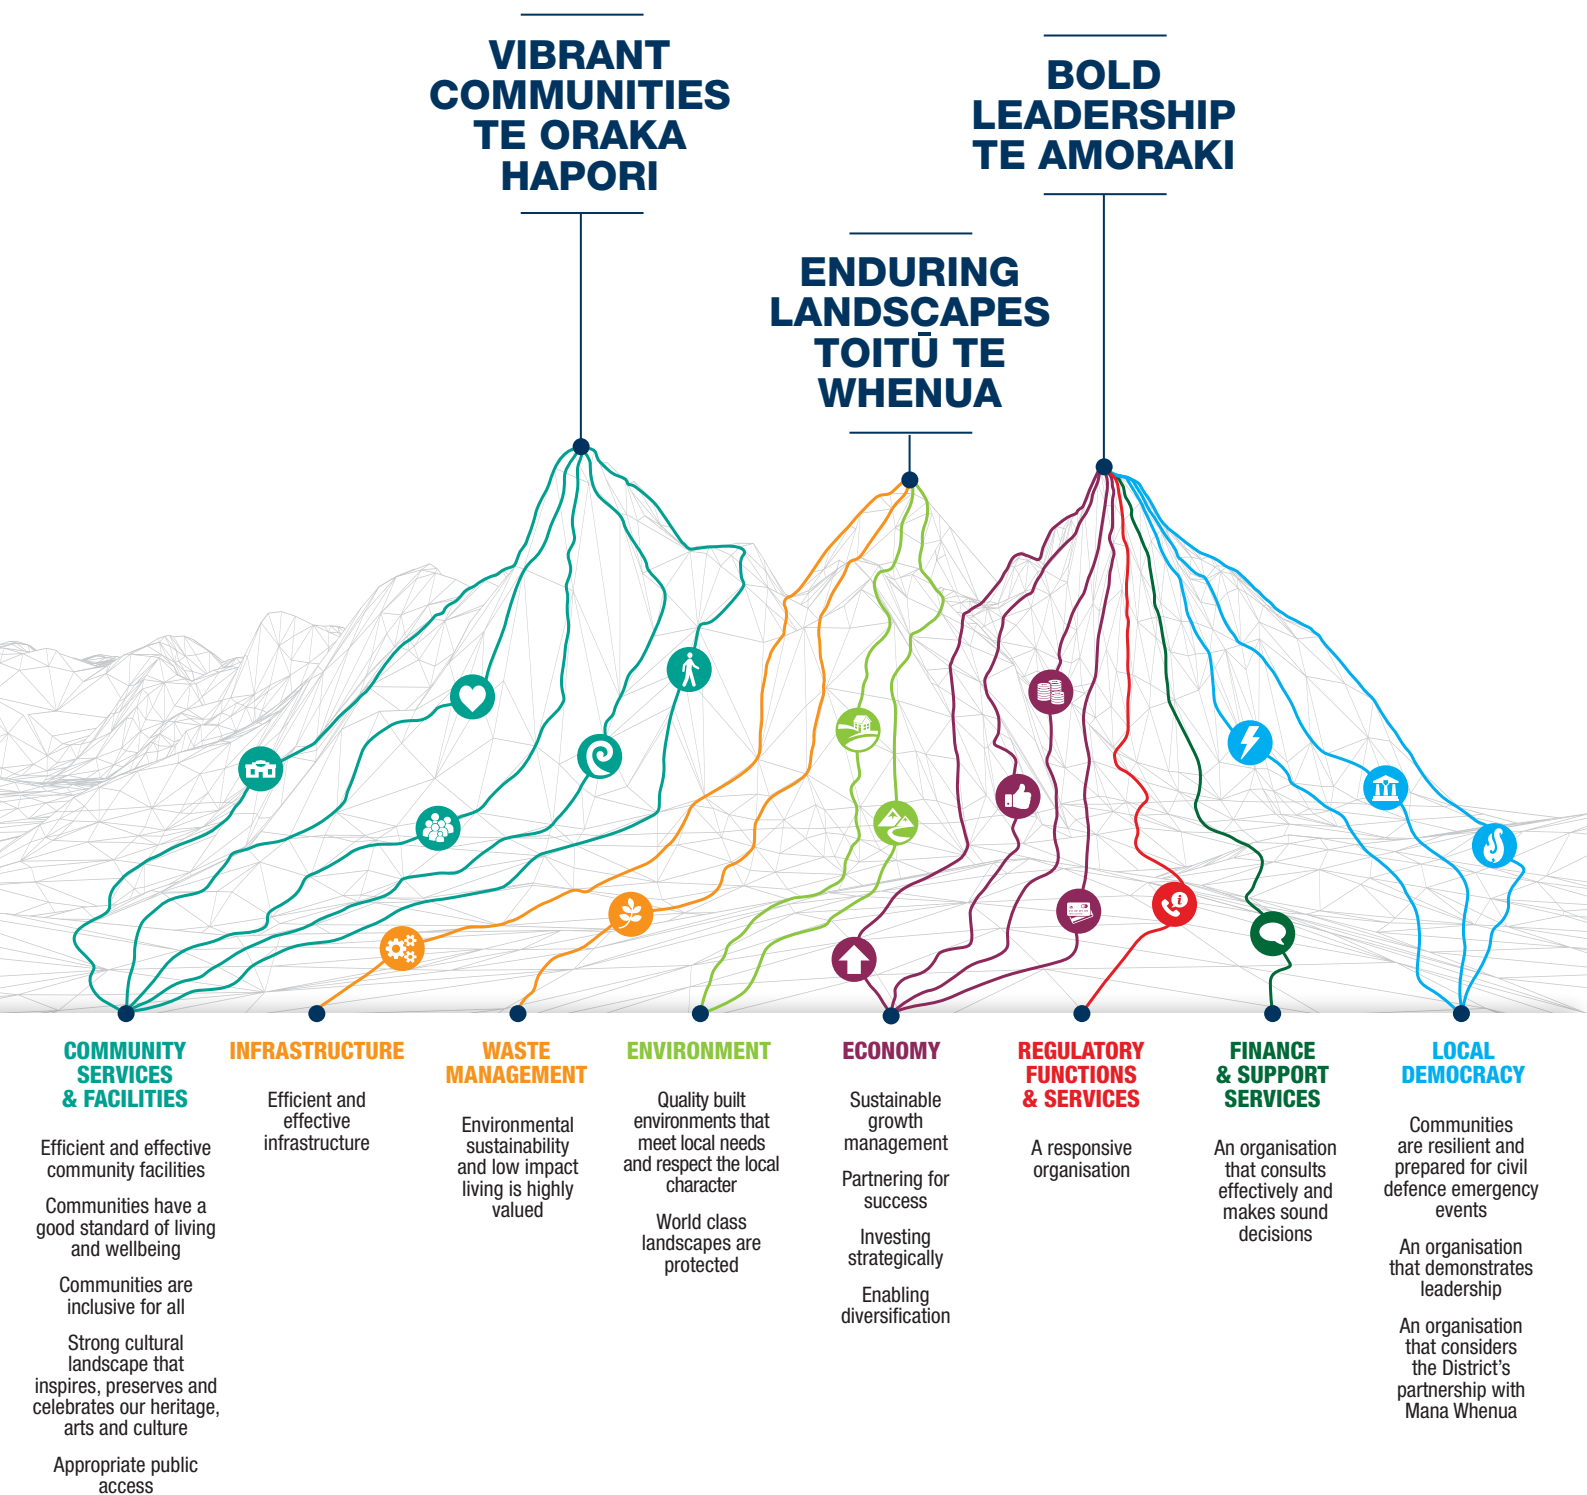 VIBRANT
COMMUNITIES
TE ORAKA
HAPORI
BOLD
LEADERSHIP
TE AMORAKI
ENDURING
LANDSCAPES
TOITŪ TE
WHENUA
COMMUNITY
SERVICES
& FACILITIES
Efficient and effective
community facilities
Communities have a
good standard of living
and wellbeing
Communities are
inclusive for all
Strong cultural
landscape that
inspires, preserves and
celebrates our heritage,
arts and culture
Appropriate public
access
INFRASTRUCTURE
Efficient and
effective
infrastructure
WASTE
MANAGEMENT
Environmental
sustainability
and low impact
living is highly
valued
ENVIRONMENT
Quality built
environments that
meet local needs
and respect the local
character
World class
landscapes are
protected
ECONOMY
Sustainable
growth
management
Partnering for
success
Investing
strategically
Enabling
diversification
REGULATORY
FUNCTIONS
& SERVICES
A responsive
organisation
FINANCE
& SUPPORT
SERVICES
An organisation
that consults
effectively and
makes sound
decisions
LOCAL
DEMOCRACY
Communities
are resilient and
prepared for civil
defence emergency
events
An organisation
that demonstrates
leadership
An organisation
that considers
the District's
partnership with
Mana Whenua